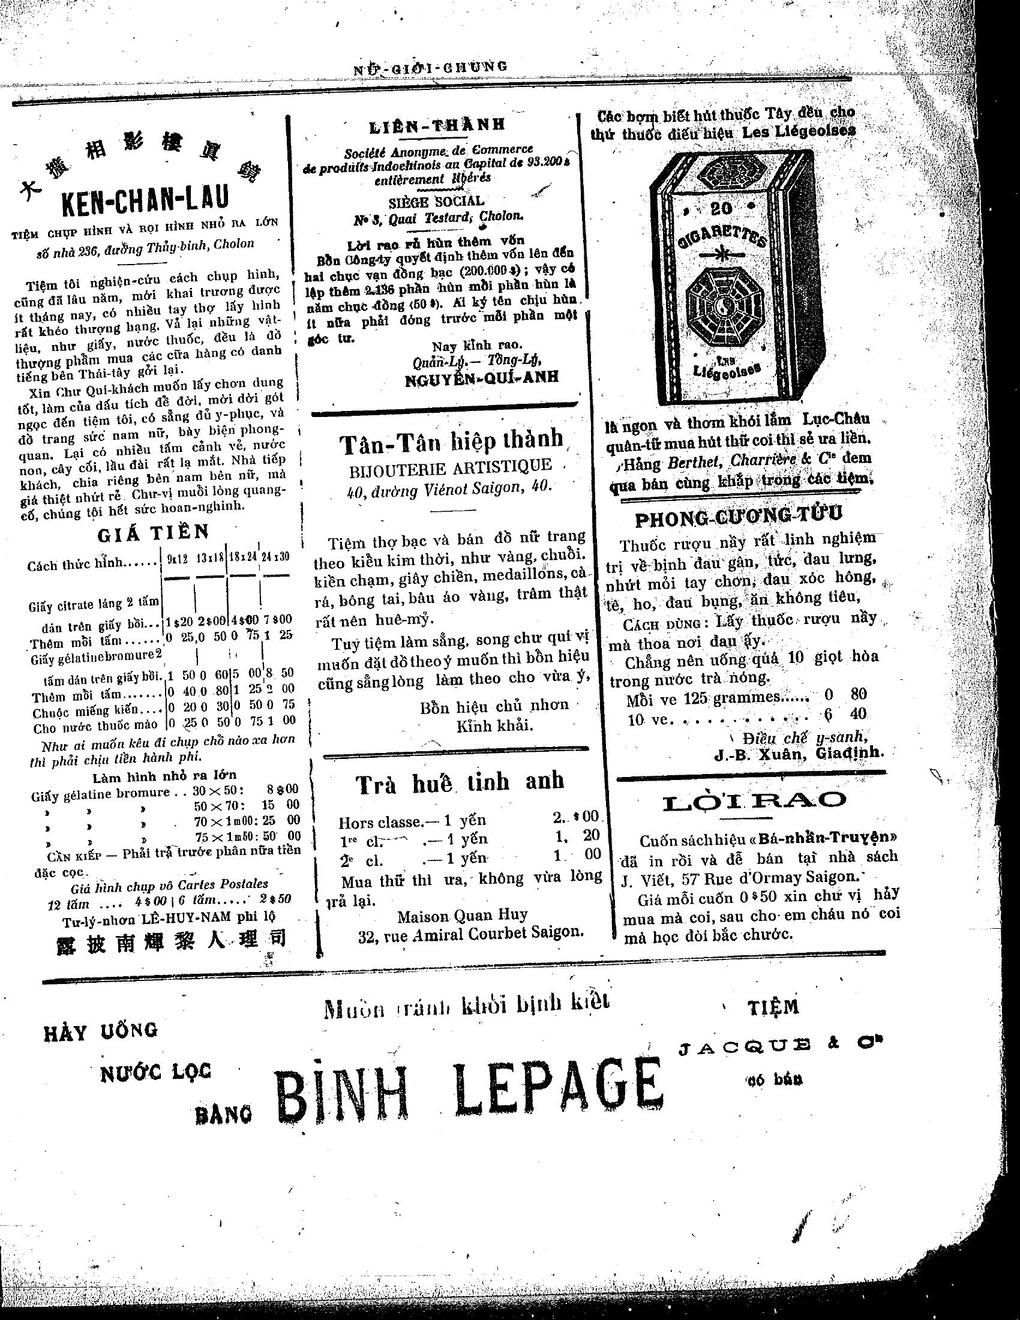 NỮ-GIỚI-CHUNG
大擴相影樓真鏡
KEN-CHAN-LAU
TIỆM CHỤP HÌNH VÀ RỌI HÌNH NHỎ RA LỚN
số nhà 236, đường Thủy-binh, Cholon
Tiệm tôi nghiên-cứu cách chụp hình,
cũng đã lâu năm, mới khai trương được
ít tháng nay, có nhiều tay thợ lấy hình
rất khéo thượng hạng. Vả lại những vật-
liệu, như giấy, nước thuốc, đều là đồ
thượng phẩm mua các cữa hàng có danh
tiếng bên Thái-tây gởi lại.
Xin Chư Quí-khách muốn lấy chơn dung
tốt, làm của dấu tích để đời, mời dời gót
ngọc đến tiệm tôi, có sẳng đủ y-phục, và
đồ trang sức nam nữ, bày biện phong-
quan. Lại có nhiều tấm cảnh vẻ, nước
non, cây cối, lầu đài rất lạ mắt. Nhà tiếp
khách, chia riêng bên nam bên nữ, mà
giá thiệt nhứt rẻ. Chư-vị muồi lòng quang-
cố, chúng tôi hết sức hoan-nghinh.
GIÁ TIỀN
Cách thức hỉnh...... 9x12 13x18 18x24 24x30
Giấy citrate láng 2 tấm
dán trên giấy bồi... 1$20 2$00 4$00 7$00
Thêm mỗi tấm...... 0 25 0 50 0 75 1 25
Giấy gélatine bromure 2
tấm dán trên giấy bồi. 1 50 0 60 5 00 8 50
Thêm mỗi tấm....... 0 40 0 80 1 25 2 00
Chuộc miếng kiến.... 0 20 0 30 0 50 0 75
Cho nước thuốc màо 0 25 0 50 0 75 1 00
Như ai muốn kêu đi chụp chỗ nào xa hơn
thì phải chịu tiền hành phí.
Làm hình nhỏ ra lớn
Giấy gélatine bromure . . 30 × 50: 8$00
» » 50 × 70: 15 00
» » 70 × 1m00: 25 00
» » 75 × 1m50: 50 00
CẦN KIẾP — Phải trả trước phân nữa tiền
đặc cọc.
Giá hình chụp vô Cartes Postales
12 tấm .... 4$00 | 6 tấm ..... 2$50
Tư-lý-nhơn LÊ-HUY-NAM phi lộ
露披南輝黎人理司
LIÊN-THÀNH
Société Anonyme de Commerce
de produits Indochinois au Capital de 93.200$
entièrement libérés
SIÈGE SOCIAL
No 3, Quai Testard, Cholon.
Lời rao rủ hùn thêm vốn
Bổn Công-ty quyết định thêm vốn lên đến
hai chục vạn đồng bạc (200.000$); vậy có
lập thêm 2.136 phần hùn mỗi phần hùn là
năm chục đồng (50$). Ai ký tên chịu hùn
ít nữa phải đóng trước mỗi phần một
góc tư.
Nay kỉnh rao.
Quản-Lý.— Tổng-Lý,
NGUYỄN-QUÍ-ANH
Tân-Tân hiệp thành
BIJOUTERIE ARTISTIQUE
40, đường Viénot Saigon, 40.
Tiệm thợ bạc và bán đồ nữ trang
theo kiểu kim thời, như vàng, chuỗi.
kiền chạm, giây chiền, medaillons, cà
rá, bông tai, bâu áo vàng, trâm thật
rất nên huê-mỷ.
Tuy tiệm làm sẳng, song chư quí vị
muốn đặt đồ theo ý muốn thì bổn hiệu
cũng sẳng lòng làm theo cho vừa ý,
Bổn hiệu chủ nhơn
Kỉnh khải.
Trà huế tinh anh
Hors classe.— 1 yến 2.$00
1re cl. .— 1 yến 1. 20
2e cl. .— 1 yến 1. 00
Mua thữ thì ưa, không vừa lòng
trả lại.
Maison Quan Huy
32, rue Amiral Courbet Saigon.
Các bợm biết hút thuốc Tây đều cho
thứ thuốc điếu hiệu Les Liégeoises
20
CIGARETTES
Les
Liégeoises
là ngon và thơm khói lắm Lục-Châu
quân-tữ mua hút thữ coi thì sẻ ưa liền.
Hảng Berthet, Charrière & Cie đem
qua bán cùng khắp trong các tiệm.
PHONG-CƯƠNG-TỬU
Thuốc rượu nầy rất linh nghiệm
trị về bịnh đau gân, tức, đau lưng,
nhứt mỏi tay chơn, đau xóc hông,
tê, ho, đau bụng, ăn không tiêu,
CÁCH DÙNG: Lấy thuốc rượu nầy
mà thoa nơi đau ấy.
Chẳng nên uống quá 10 giọt hòa
trong nước trà nóng.
Mỗi ve 125 grammes...... 0 80
10 ve. . . . . . . . . . . . 6 40
Điều chế y-sanh,
J.-B. Xuân, Giađịnh.
LỜI RAO
Cuốn sách hiệu «Bá-nhẫn-Truyện»
đã in rồi và để bán tại nhà sách
J. Viết, 57 Rue d'Ormay Saigon.
Giá mỗi cuốn 0$50 xin chư vị hảy
mua mà coi, sau cho em cháu nó coi
mà học đòi bắc chước.
Muốn tránh khỏi bịnh kiết
HÀY UỐNG
NƯỚC LỌC
BẰNG
BÌNH LEPAGE
TIỆM
JACQUE & Cie
có bán